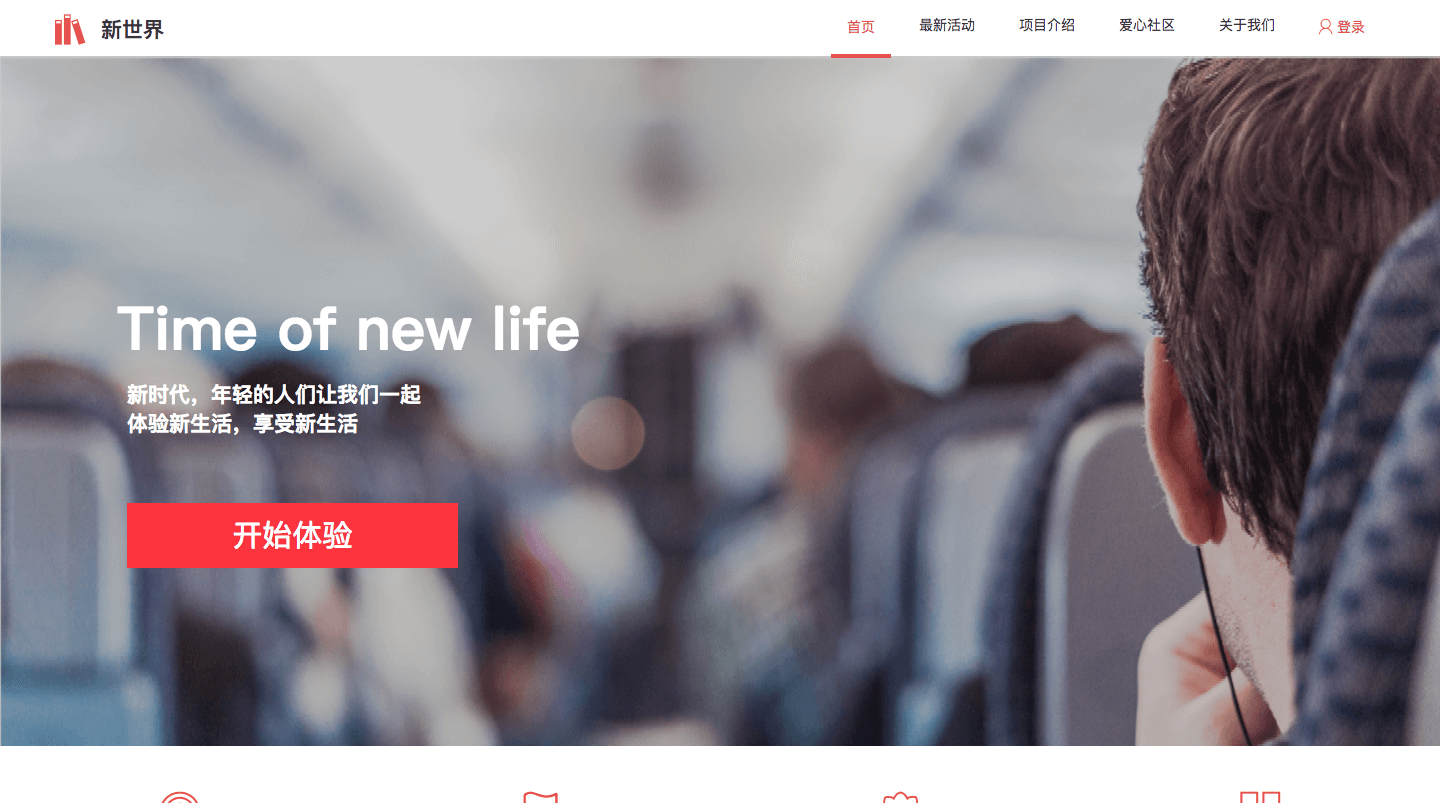 新世界
首页
最新活动
项目介绍
爱心社区
关于我们
登录
Time of new life
新时代，年轻的人们让我们一起
体验新生活，享受新生活
开始体验